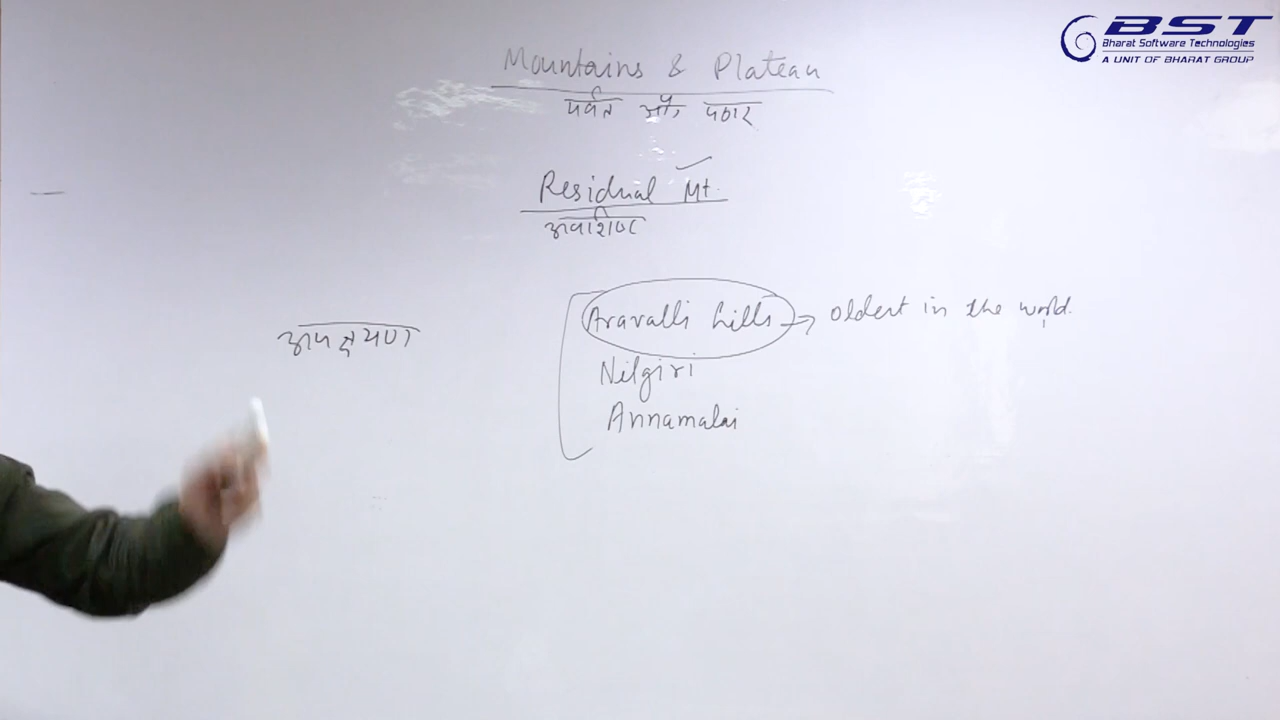 BST
Bharat Software Technologies
A UNIT OF BHARAT GROUP
Mountains & Plateau
पर्वत और पठार
Residual Mt.
अवशिष्ट
Aravalli hills → oldest in the world.
अपक्षयण
Nilgiri
Annamalai